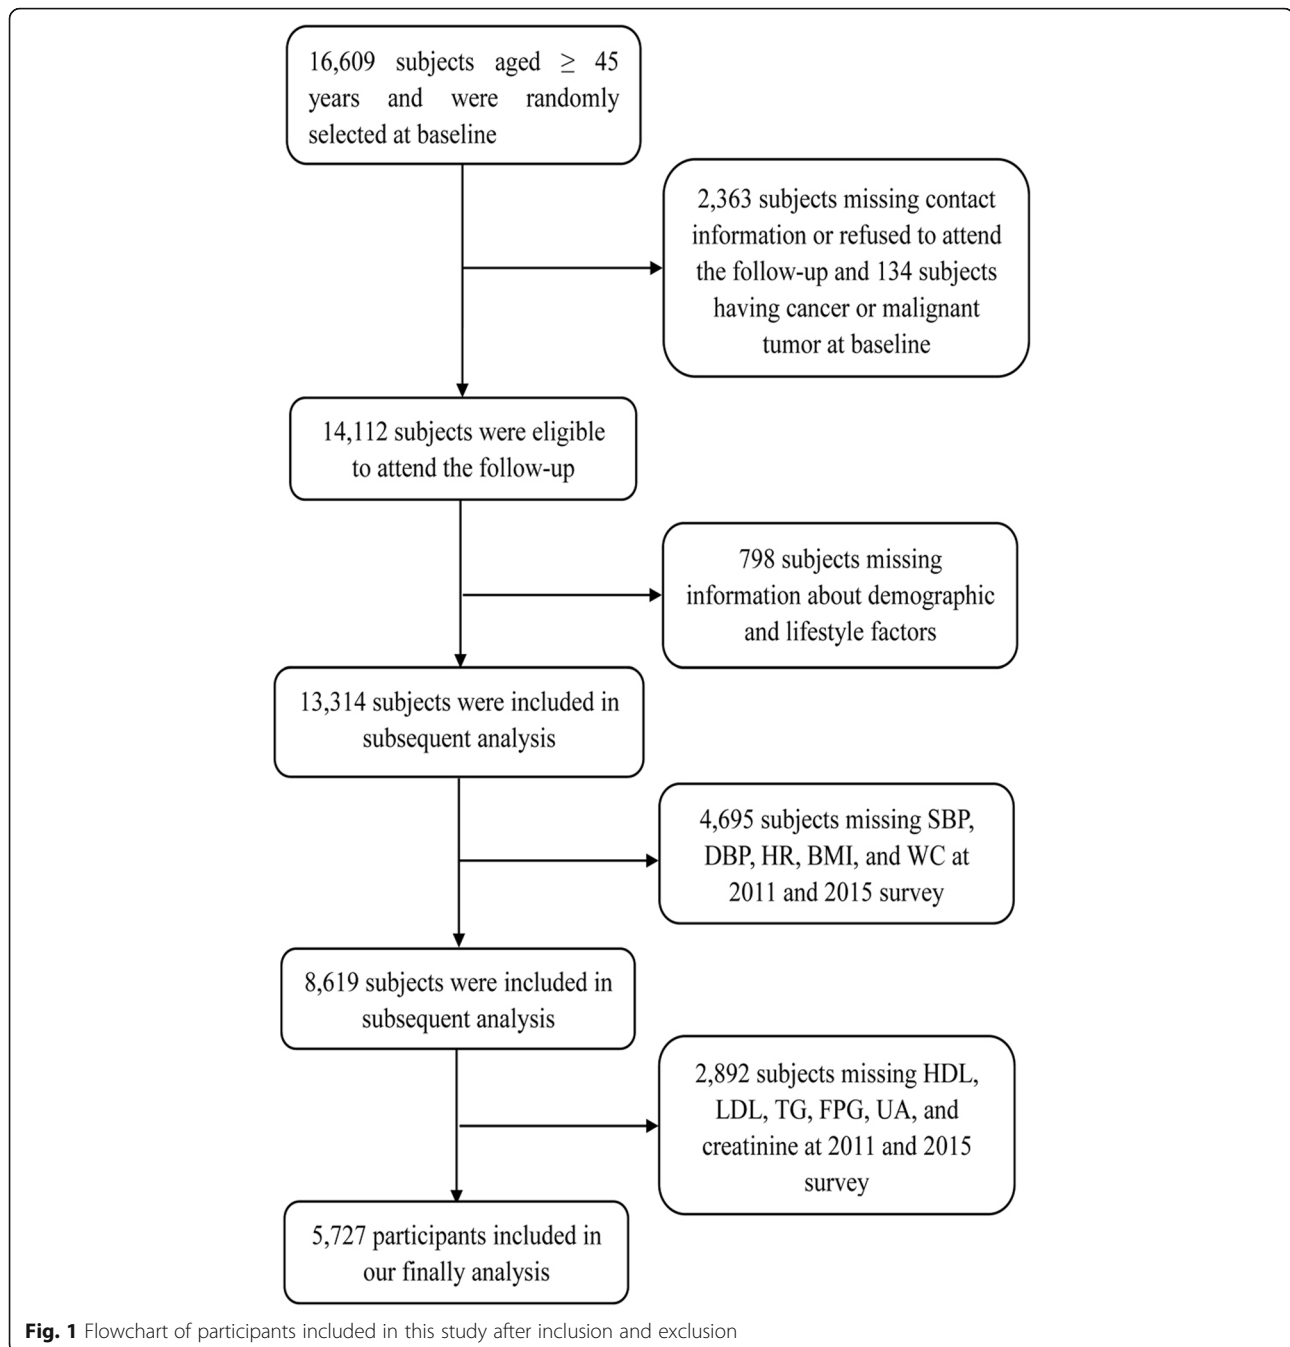 16,609 subjects aged ≥ 45
years and were randomly
selected at baseline
2,363 subjects missing contact
information or refused to attend
the follow-up and 134 subjects
having cancer or malignant
tumor at baseline
14,112 subjects were eligible
to attend the follow-up
798 subjects missing
information about demographic
and lifestyle factors
13,314 subjects were included in
subsequent analysis
4,695 subjects missing SBP,
DBP, HR, BMI, and WC at
2011 and 2015 survey
8,619 subjects were included in
subsequent analysis
2,892 subjects missing HDL,
LDL, TG, FPG, UA, and
creatinine at 2011 and 2015
survey
5,727 participants included in
our finally analysis
Fig. 1 Flowchart of participants included in this study after inclusion and exclusion